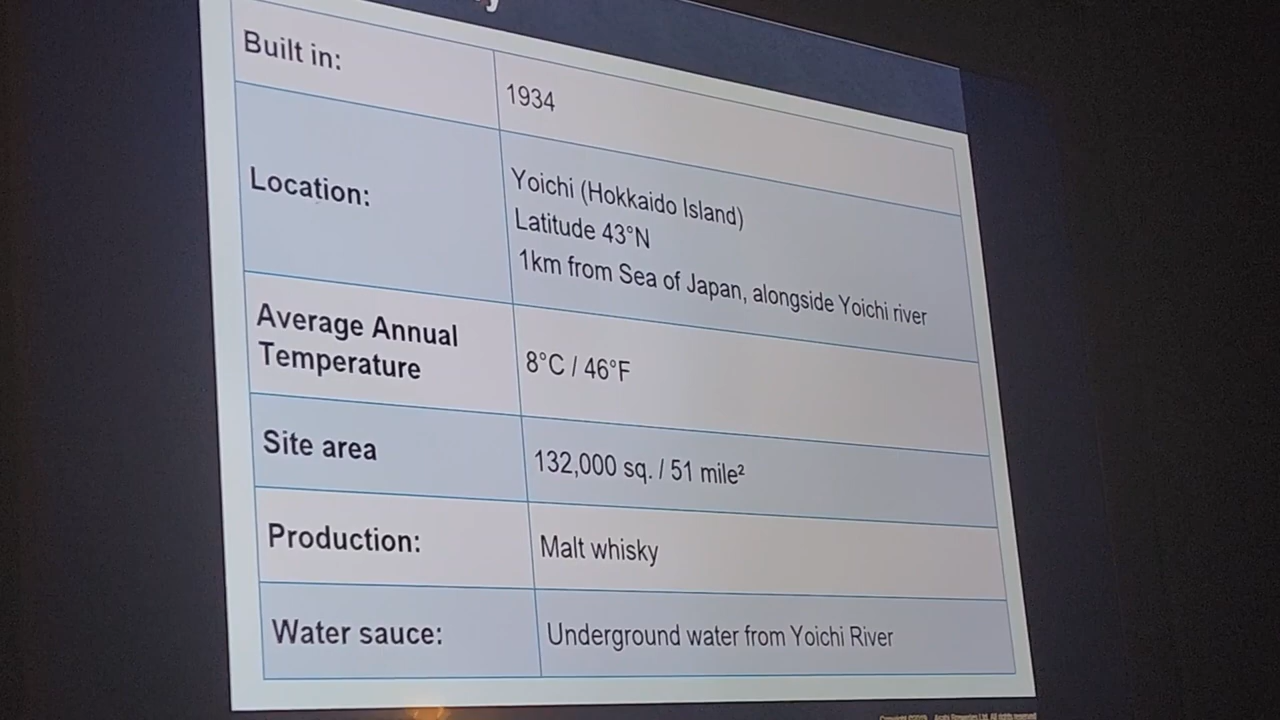 Built in:
1934
Location:
Yoichi (Hokkaido Island)
Latitude 43°N
1km from Sea of Japan, alongside Yoichi river
Average Annual
Temperature
8°C / 46°F
Site area
132,000 sq. / 51 mile²
Production:
Malt whisky
Water sauce:
Underground water from Yoichi River